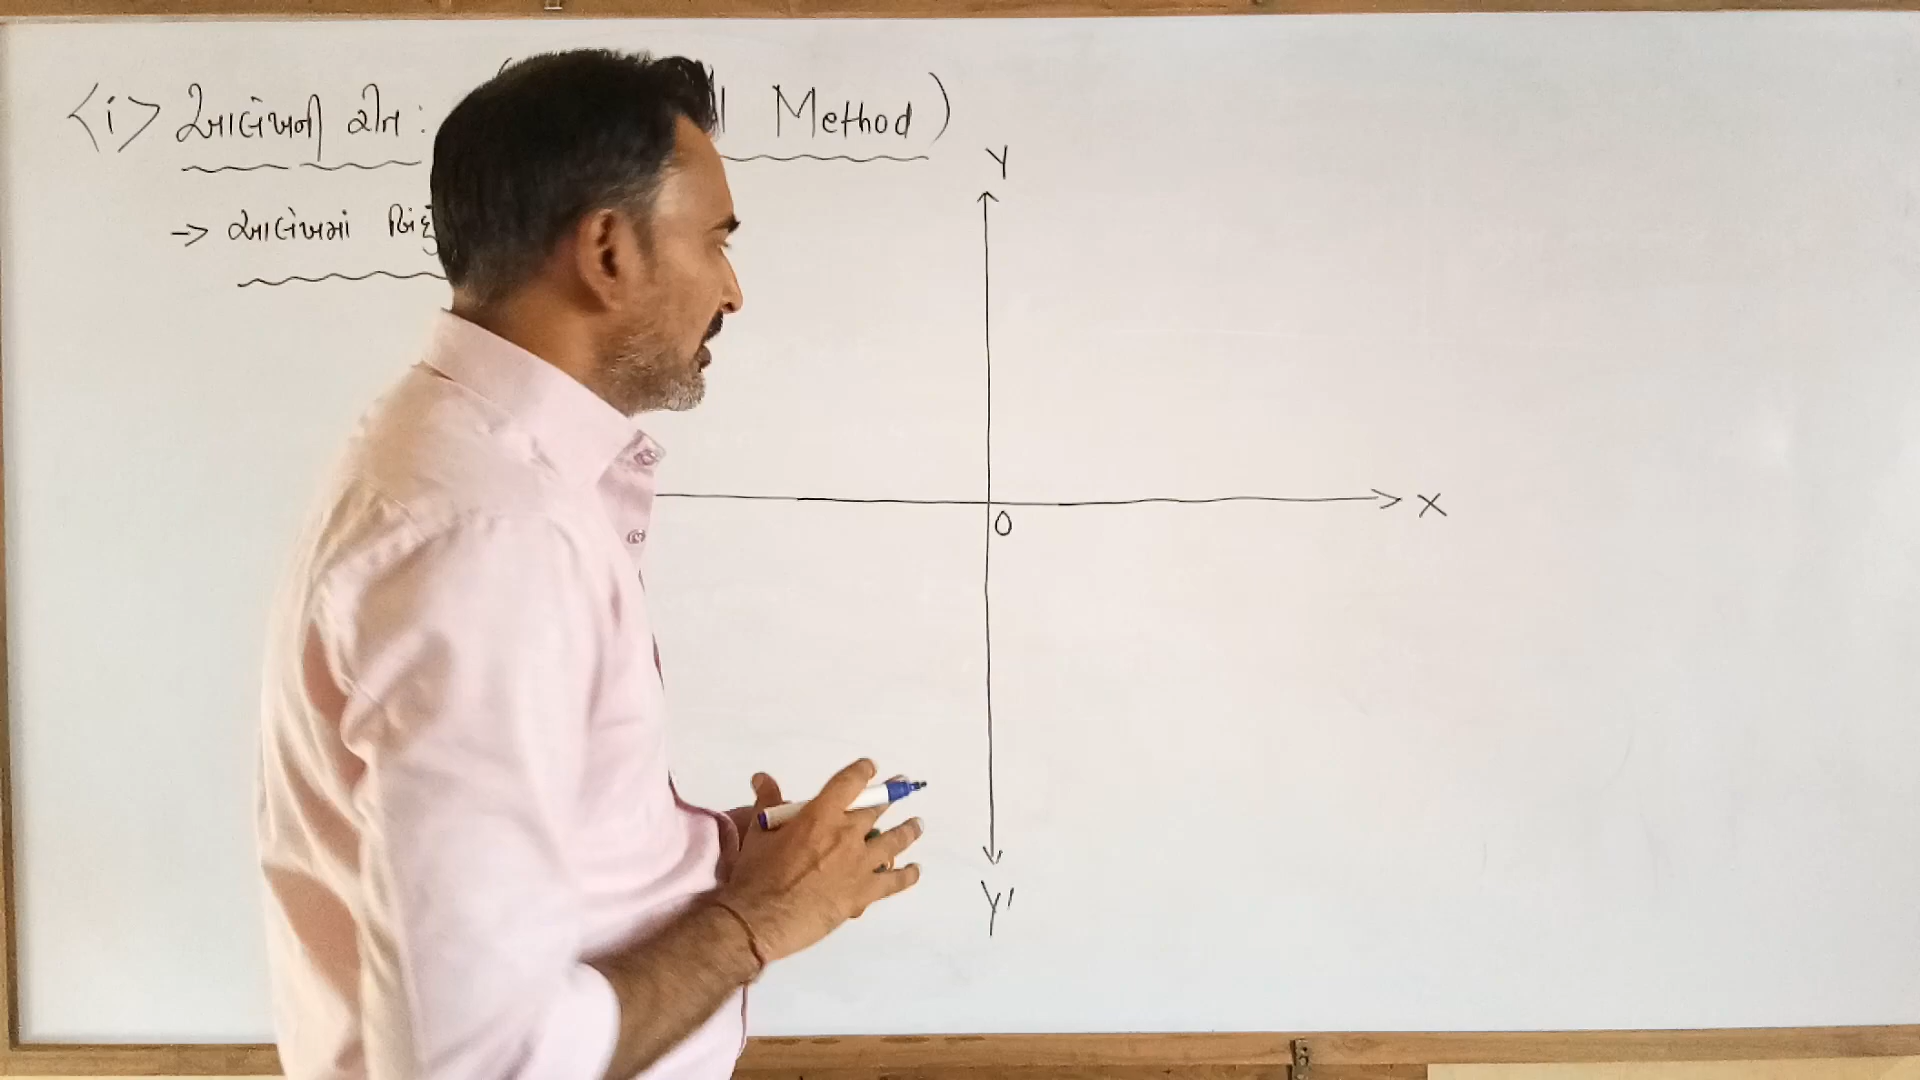 <i> આલેખની રીત : ( Method )
→ આલેખમાં
Y
X
O
Y'